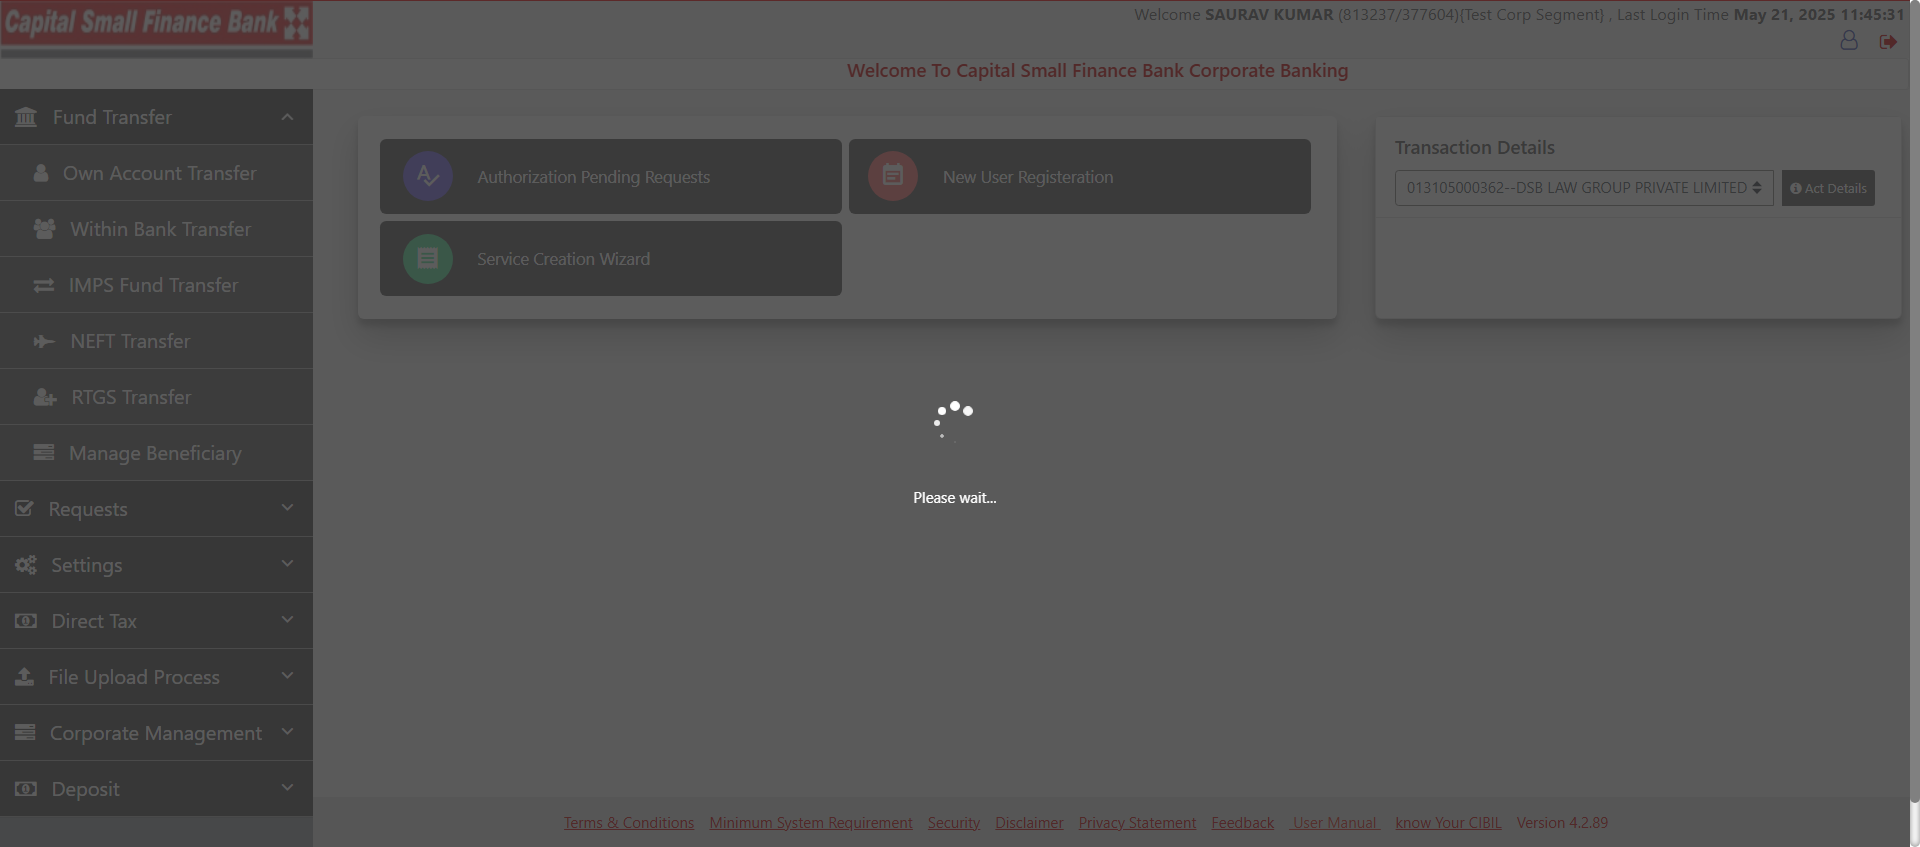 Capital Small Finance Bank
Welcome SAURAV KUMAR (813237/377604)(Test Corp Segment) , Last Login Time May 21, 2025 11:45:31
Welcome To Capital Small Finance Bank Corporate Banking
Fund Transfer
Own Account Transfer
Within Bank Transfer
IMPS Fund Transfer
NEFT Transfer
RTGS Transfer
Manage Beneficiary
Requests
Settings
Direct Tax
File Upload Process
Corporate Management
Deposit
Authorization Pending Requests
New User Registeration
Service Creation Wizard
Transaction Details
013105000362--DSB LAW GROUP PRIVATE LIMITED
Act Details
Please wait...
Terms & Conditions Minimum System Requirement Security Disclaimer Privacy Statement Feedback User Manual know Your CIBIL Version 4.2.89